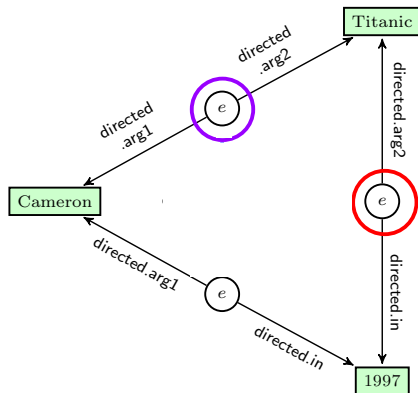 Titanic
directed
.arg2
e
directed
.arg1
directed.arg2
Cameron
e
directed.arg1
e
directed.in
directed.in
1997